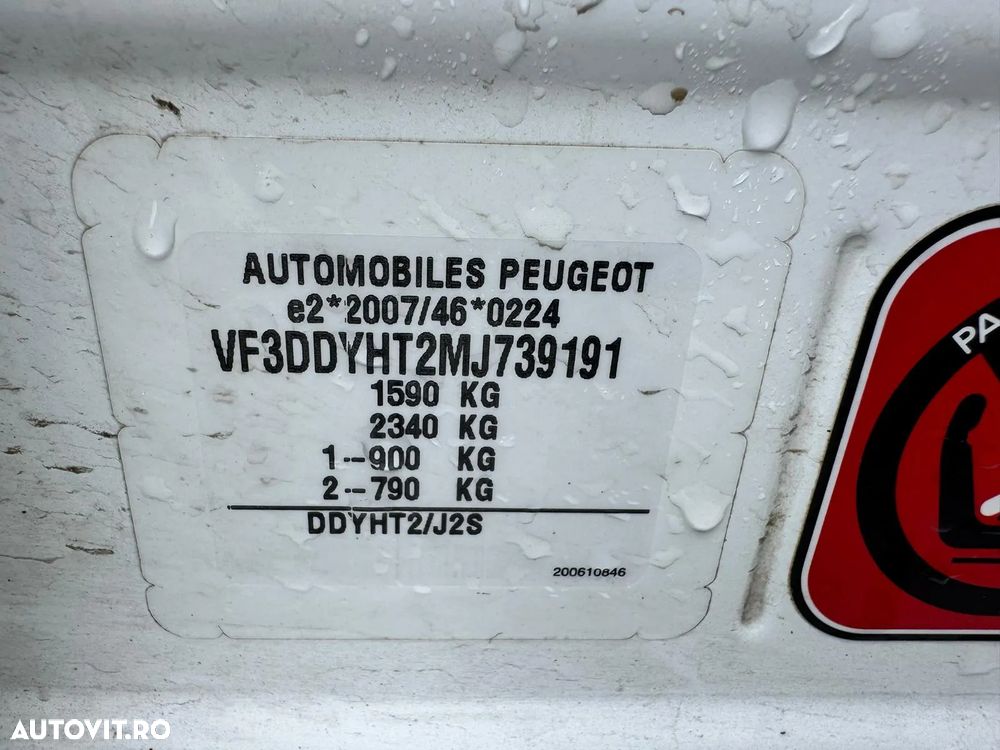 AUTOMOBILES PEUGEOT
e2*2007/46*0224
VF3DDYHT2MJ739191
1590 KG
2340 KG
1--900 KG
2--790 KG
DDYHT2/J2S
200610846
PA
AUTOVIT.RO